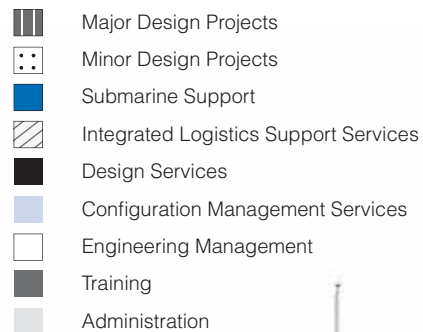 Major Design Projects
Minor Design Projects
Submarine Support
Integrated Logistics Support Services
Design Services
Configuration Management Services
Engineering Management
Training
Administration